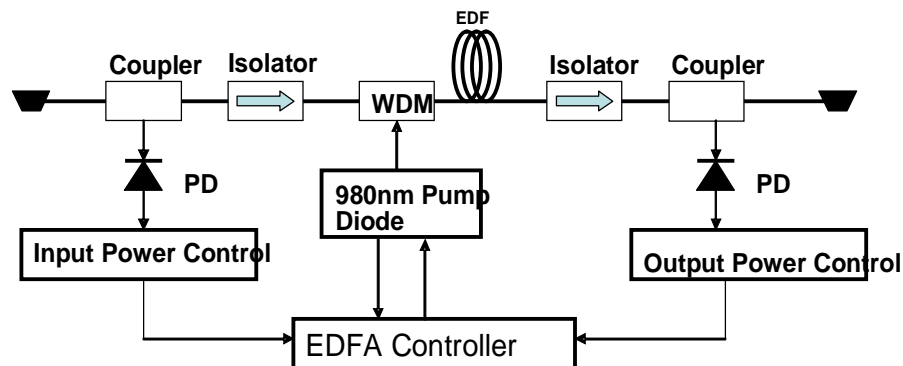 EDF
Coupler
Isolator
WDM
Isolator
Coupler
PD
980nm Pump
Diode
PD
Input Power Control
Output Power Control
EDFA Controller